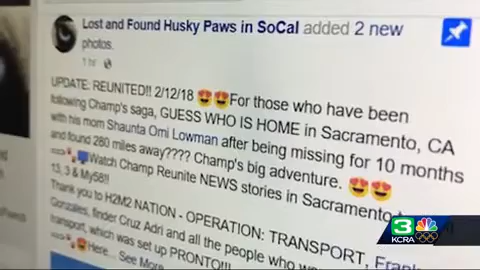 Lost and Found Husky Paws in SoCal added 2 new
photos.
1 hr
UPDATE: REUNITED!! 2/12/18 😍😍For those who have been
following Champ's saga, GUESS WHO IS HOME in Sacramento, CA
with his mom Shaunta Omi Lowman after being missing for 10 months
and found 280 miles away???? Champ's big adventure. 😍😍
Watch Champ Reunite NEWS stories in Sacramento
13, 3 & My58!!
Thank you to H2M2 NATION - OPERATION: TRANSPORT, Frank
Gonzales, finder Cruz Adri and all the people who
transport, which was set up PRONTO!!!
Here... See More
3
KCRA